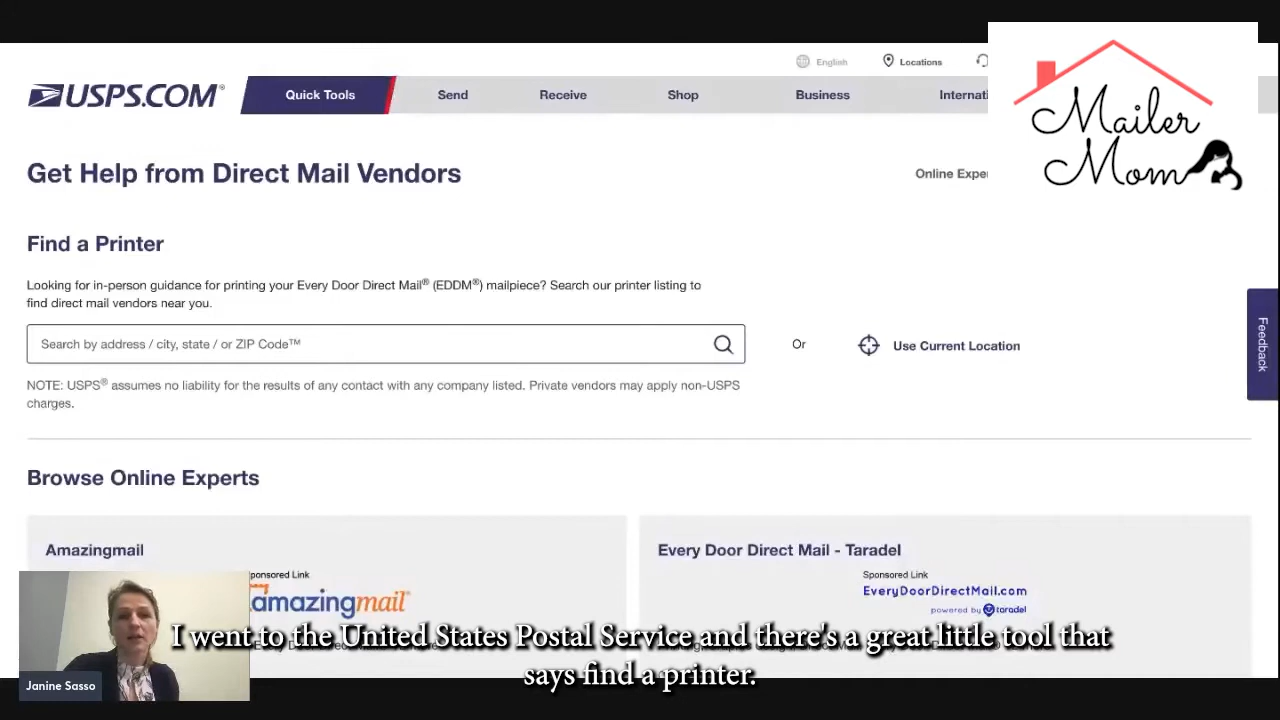 English
Locations
USPS.COM®
Quick Tools
Send
Receive
Shop
Business
Internati
Mailer
Mom
Get Help from Direct Mail Vendors
Online Exper
Find a Printer
Looking for in-person guidance for printing your Every Door Direct Mail® (EDDM®) mailpiece? Search our printer listing to
find direct mail vendors near you.
Search by address / city, state / or ZIP Code™
Or
Use Current Location
Feedback
NOTE: USPS® assumes no liability for the results of any contact with any company listed. Private vendors may apply non-USPS
charges.
Browse Online Experts
Amazingmail
ponsored Link
amazingmail®
Every Door Direct Mail - Taradel
Sponsored Link
EveryDoorDirectMail.com
powered by taradel
I went to the United States Postal Service and there's a great little tool that
says find a printer.
Janine Sasso